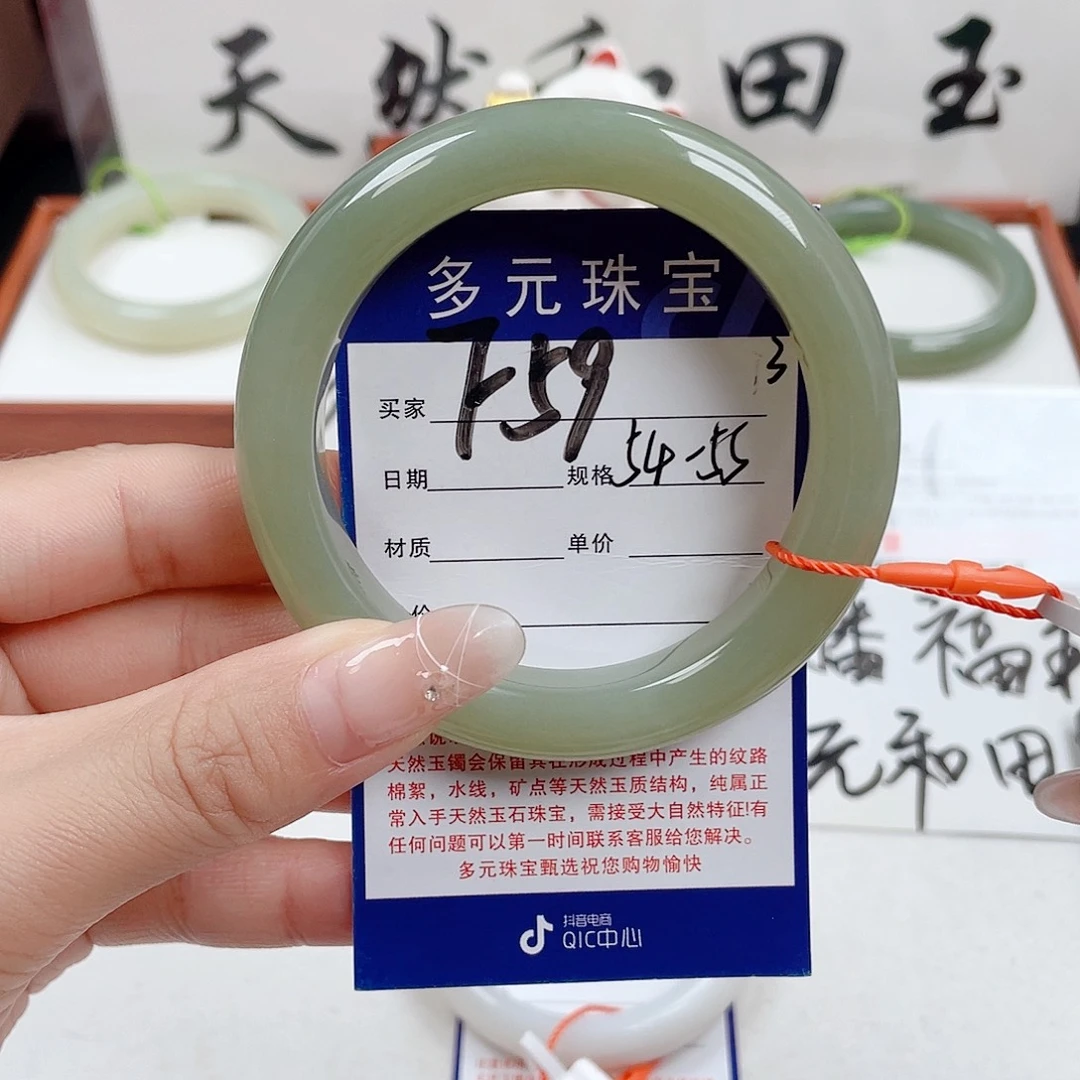 天然和田玉
多元珠宝
买家 F59 3
日期 规格 54-55
材质 单价
价
天然玉镯会保留其在形成过程中产生的纹路
棉絮，水线，矿点等天然玉质结构，纯属正
常入手天然玉石珠宝，需接受大自然特征!有
任何问题可以第一时间联系客服给您解决。
多元珠宝甄选祝您购物愉快
抖音电商
QIC中心
福
元和田